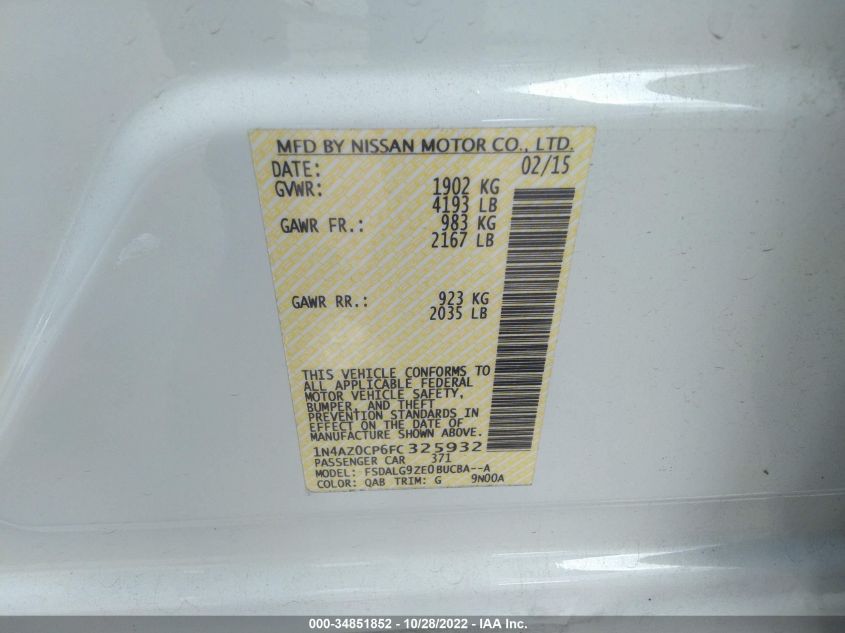 MFD BY NISSAN MOTOR CO., LTD.
DATE: 02/15
GVWR: 1902 KG
4193 LB
GAWR FR.: 983 KG
2167 LB
GAWR RR.: 923 KG
2035 LB
THIS VEHICLE CONFORMS TO
ALL APPLICABLE FEDERAL
MOTOR VEHICLE SAFETY,
BUMPER, AND THEFT
PREVENTION STANDARDS IN
EFFECT ON THE DATE OF
MANUFACTURE SHOWN ABOVE.
1N4AZ0CP6FC325932
PASSENGER CAR 371
MODEL: FSDALG9ZE0BUCBA--A
COLOR: QAB TRIM: G 9N00A
000-34851852 / 10/28/2022 / Copyright IAA, Inc.